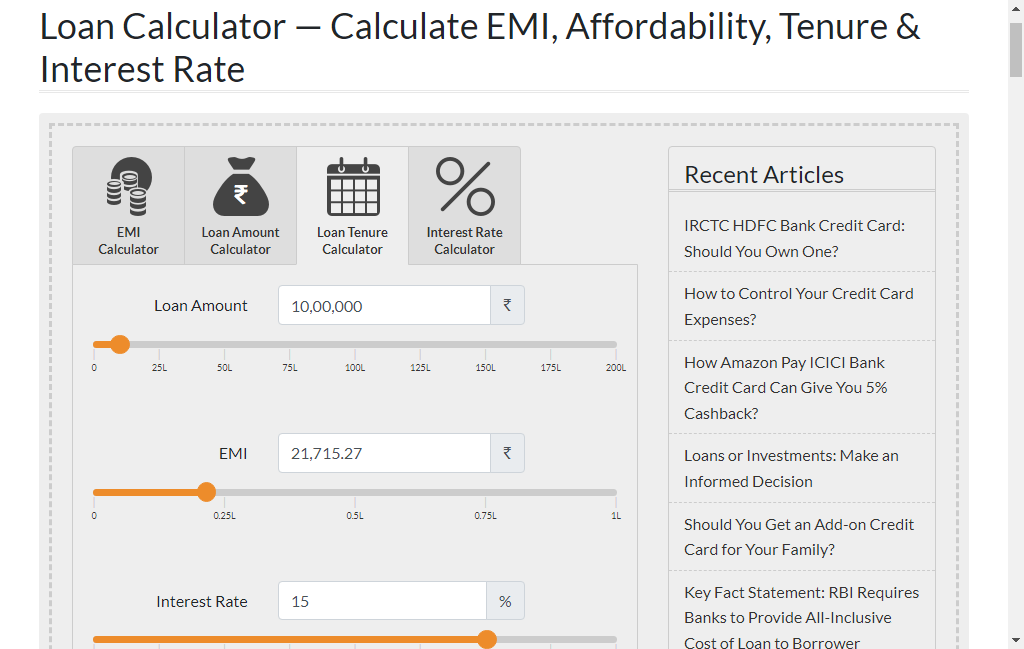 Loan Calculator — Calculate EMI, Affordability, Tenure &
Interest Rate
EMI
Calculator
Loan Amount
Calculator
Loan Tenure
Calculator
Interest Rate
Calculator
Loan Amount
10,00,000
₹
0
25L
50L
75L
100L
125L
150L
175L
200L
EMI
21,715.27
₹
0
0.25L
0.5L
0.75L
1L
Interest Rate
15
%
Recent Articles
IRCTC HDFC Bank Credit Card:
Should You Own One?
How to Control Your Credit Card
Expenses?
How Amazon Pay ICICI Bank
Credit Card Can Give You 5%
Cashback?
Loans or Investments: Make an
Informed Decision
Should You Get an Add-on Credit
Card for Your Family?
Key Fact Statement: RBI Requires
Banks to Provide All-Inclusive
Cost of Loan to Borrower